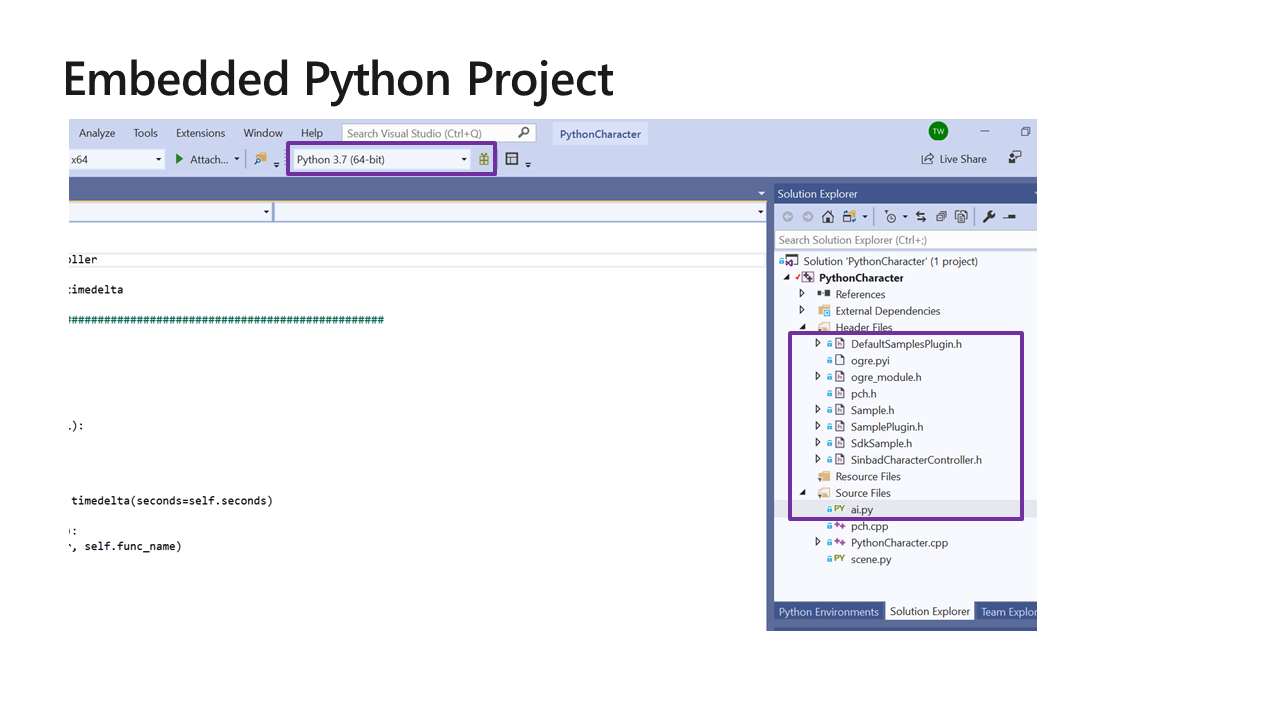 Embedded Python Project
Analyze Tools Extensions Window Help Search Visual Studio (Ctrl+Q) PythonCharacter TW
x64 Attach... Python 3.7 (64-bit) Live Share
Solution Explorer
Search Solution Explorer (Ctrl+;)
oller
Solution 'PythonCharacter' (1 project)
PythonCharacter
timedelta
References
External Dependencies
################################################
Header Files
DefaultSamplesPlugin.h
ogre.pyi
ogre_module.h
pch.h
Sample.h
SamplePlugin.h
):
SdkSample.h
SinbadCharacterController.h
Resource Files
Source Files
timedelta(seconds=self.seconds)
PY ai.py
):
pch.cpp
r, self.func_name)
PythonCharacter.cpp
PY scene.py
Python Environments Solution Explorer Team Explor